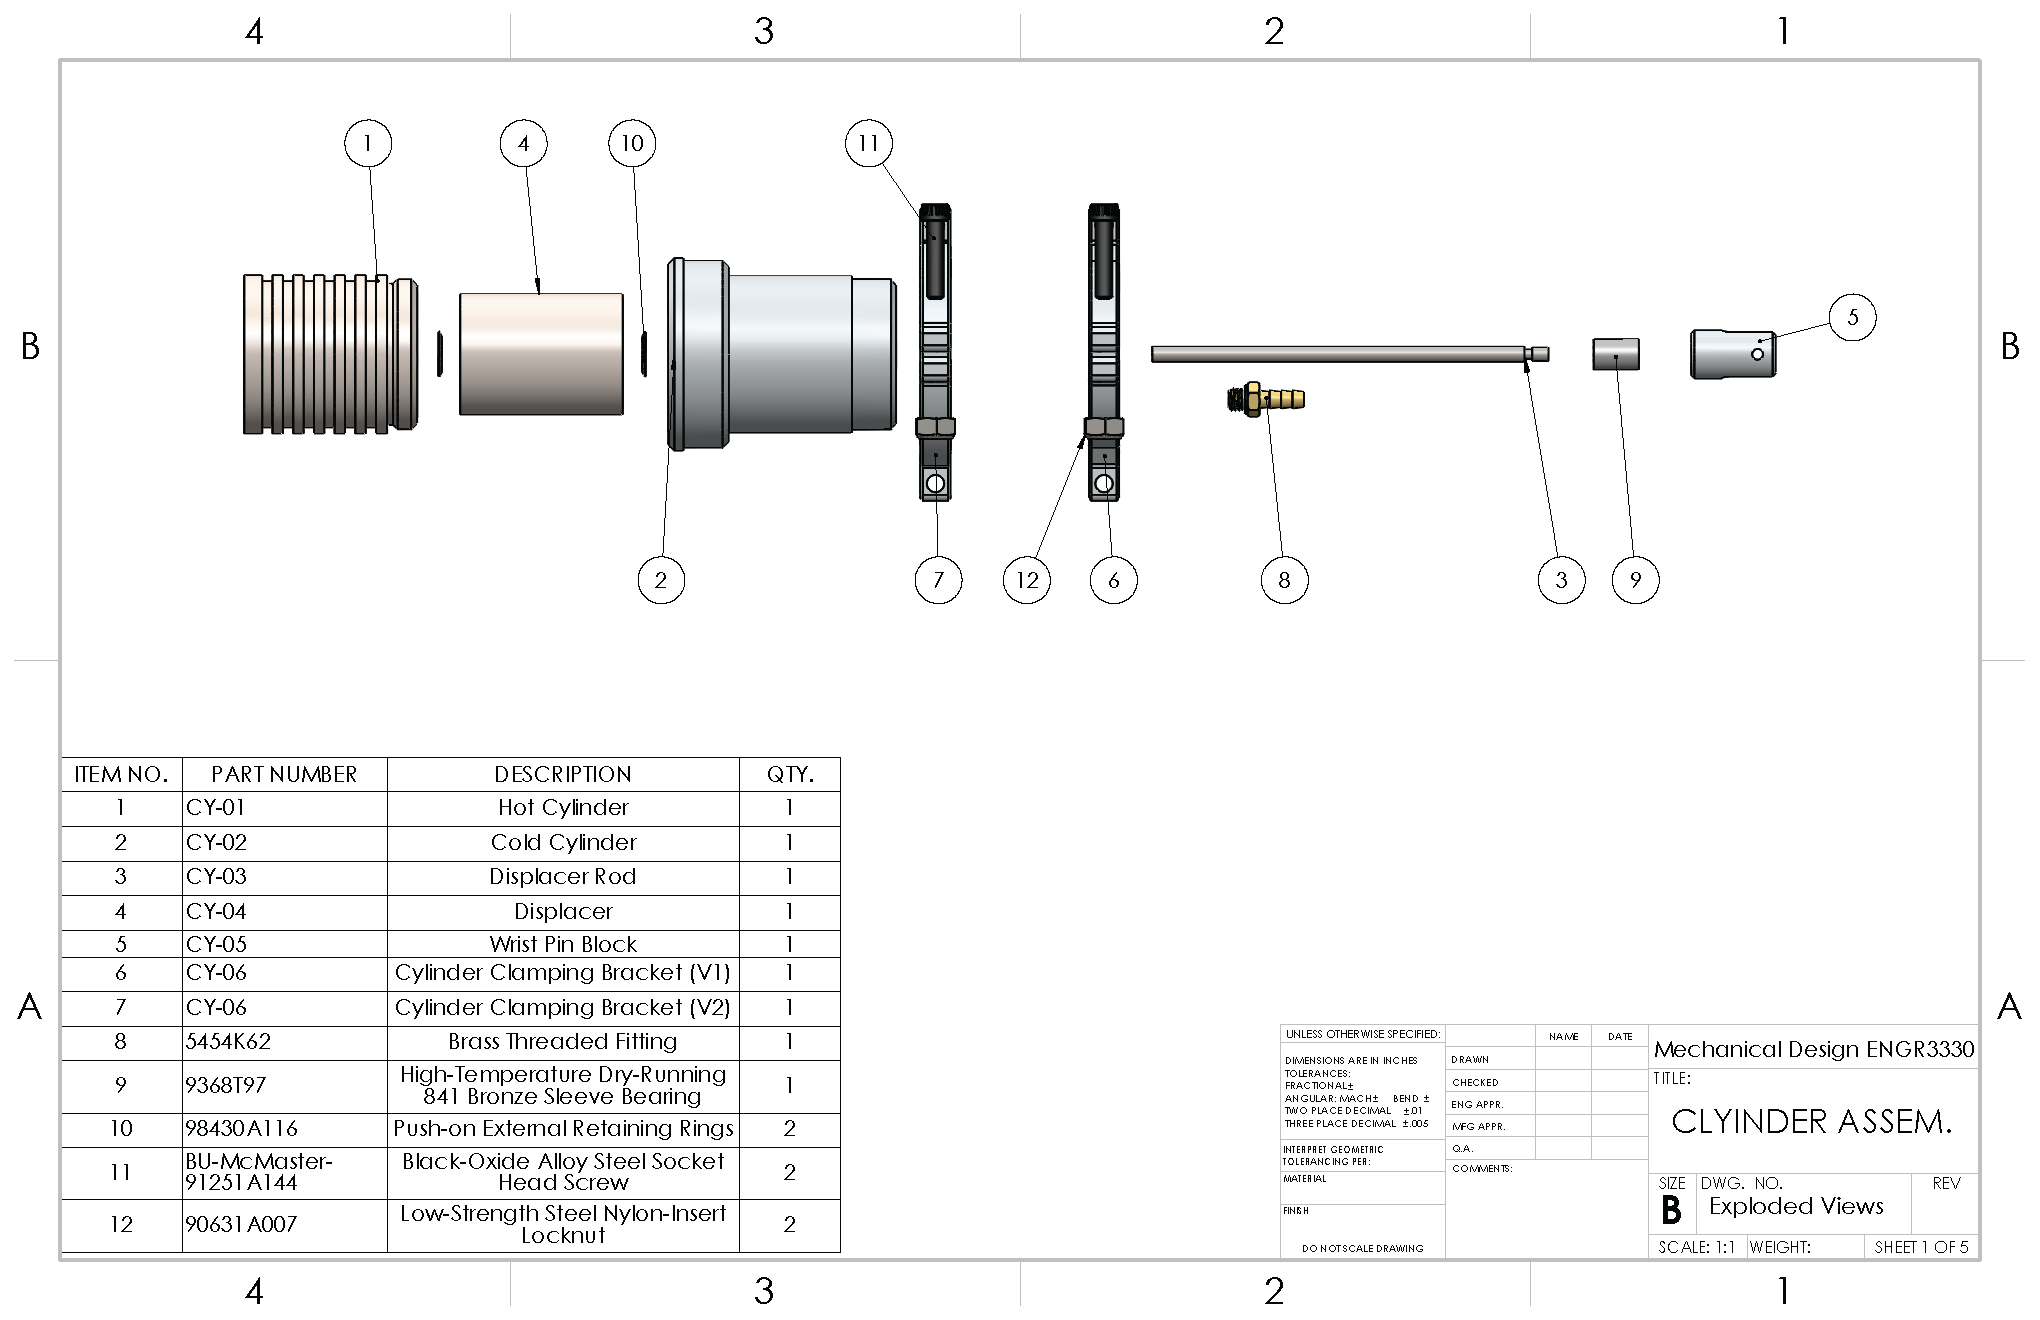 4 3 2 1
1 4 10 11
B B
5
2 7 12 6 8 3 9
ITEM NO. PART NUMBER DESCRIPTION QTY.
1 CY-01 Hot Cylinder 1
2 CY-02 Cold Cylinder 1
3 CY-03 Displacer Rod 1
4 CY-04 Displacer 1
5 CY-05 Wrist Pin Block 1
6 CY-06 Cylinder Clamping Bracket (V1) 1
7 CY-06 Cylinder Clamping Bracket (V2) 1
8 5454K62 Brass Threaded Fitting 1
9 9368T97 High-Temperature Dry-Running
841 Bronze Sleeve Bearing 1
10 98430A116 Push-on External Retaining Rings 2
11 BU-McMaster-
91251A144 Black-Oxide Alloy Steel Socket
Head Screw 2
12 90631A007 Low-Strength Steel Nylon-Insert
Locknut 2
A A
UNLESS OTHERWISE SPECIFIED:
DIMENSIONS ARE IN INCHES
TOLERANCES:
FRACTIONAL±
ANGULAR: MACH± BEND ±
TWO PLACE DECIMAL ±.01
THREE PLACE DECIMAL ±.005
INTERPRET GEOMETRIC
TOLERANCING PER:
MATERIAL
FINISH
DO NOT SCALE DRAWING
NAME DATE
DRAWN
CHECKED
ENG APPR.
MFG APPR.
Q.A.
COMMENTS:
Mechanical Design ENGR3330
TITLE:
CLYINDER ASSEM.
SIZE DWG. NO. REV
B Exploded Views
SCALE: 1:1 WEIGHT: SHEET 1 OF 5
4 3 2 1